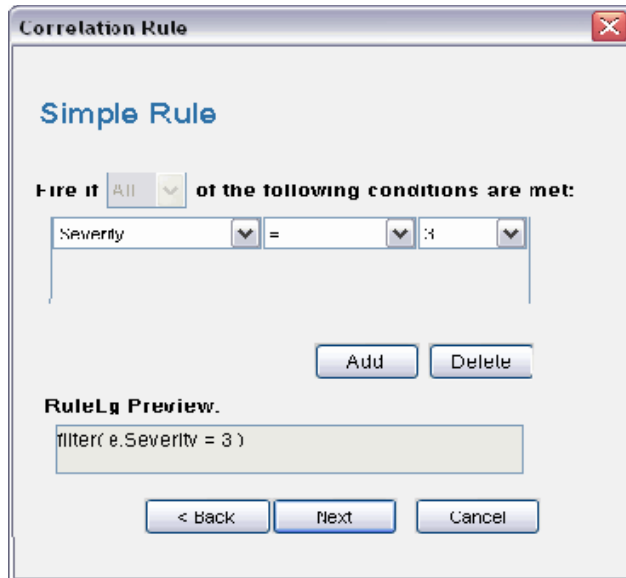 Correlation Rule
Simple Rule
Fire if All of the following conditions are met:
Severity = 3
Add Delete
RuleLg Preview.
filter( e.Severity = 3 )
< Back Next Cancel